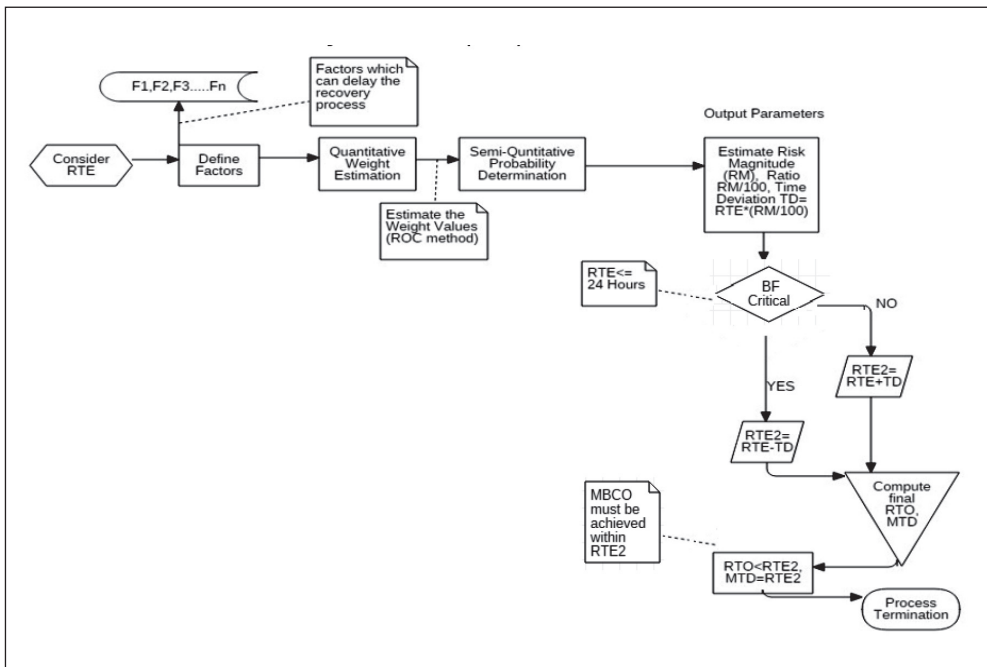 F1,F2,F3.....Fn
Factors which
can delay the
recovery
process
Consider
RTE
Define
Factors
Quantitative
Weight
Estimation
Semi-Quntitative
Probability
Determination
Output Parameters
Estimate Risk
Magnitude
(RM), Ratio
RM/100, Time
Deviation TD=
RTE*(RM/100)
Estimate the
Weight Values
(ROC method)
RTE<=
24 Hours
BF
Critical
NO
RTE2=
RTE+TD
YES
RTE2=
RTE-TD
Compute
final
RTO,
MTD
MBCO
must be
achieved
within
RTE2
RTO<RTE2,
MTD=RTE2
Process
Termination